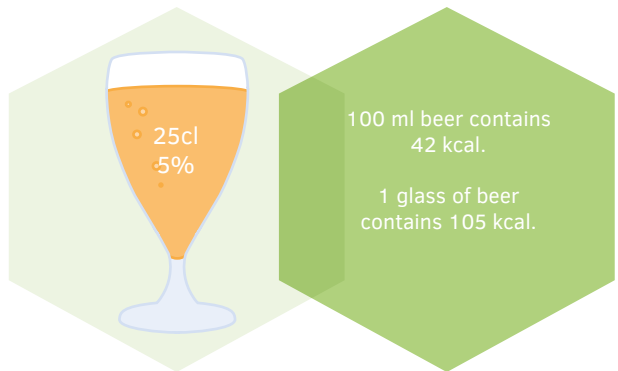 25cl
5%
100 ml beer contains
42 kcal.
1 glass of beer
contains 105 kcal.